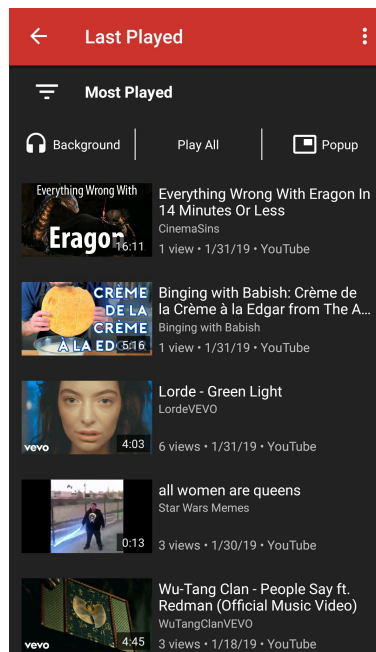 Last Played
Most Played
Background
Play All
Popup
Everything Wrong With
Eragon
16:11
Everything Wrong With Eragon In
14 Minutes Or Less
CinemaSins
1 view • 1/31/19 • YouTube
CRÈME
DE LA
CRÈME
À LA EDGAR
5:16
Binging with Babish: Crème de
la Crème à la Edgar from The A...
Binging with Babish
1 view • 1/31/19 • YouTube
vevo
4:03
Lorde - Green Light
LordeVEVO
6 views • 1/31/19 • YouTube
0:13
all women are queens
Star Wars Memes
3 views • 1/30/19 • YouTube
vevo
4:45
Wu-Tang Clan - People Say ft.
Redman (Official Music Video)
WuTangClanVEVO
3 views • 1/18/19 • YouTube